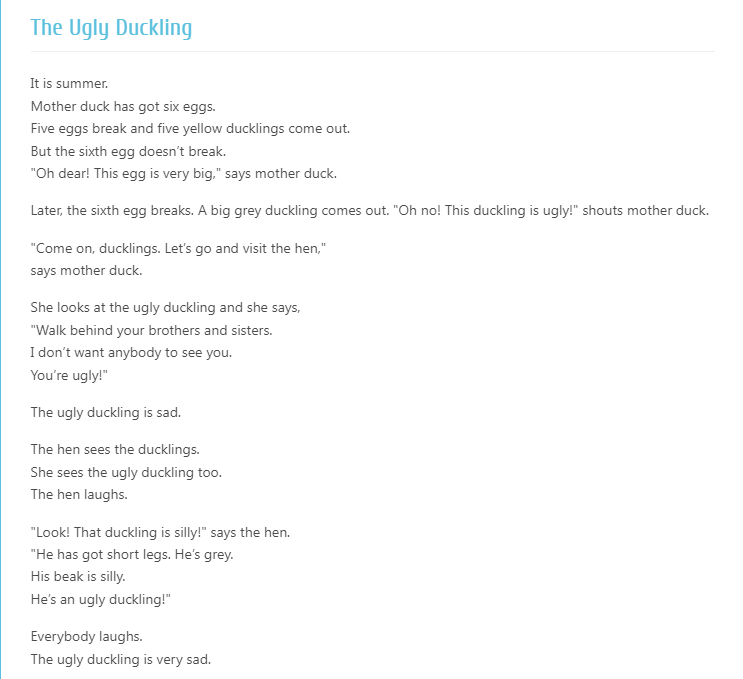 The Ugly Duckling
It is summer.
Mother duck has got six eggs.
Five eggs break and five yellow ducklings come out.
But the sixth egg doesn't break.
"Oh dear! This egg is very big," says mother duck.
Later, the sixth egg breaks. A big grey duckling comes out. "Oh no! This duckling is ugly!" shouts mother duck.
"Come on, ducklings. Let's go and visit the hen,"
says mother duck.
She looks at the ugly duckling and she says,
"Walk behind your brothers and sisters.
I don't want anybody to see you.
You're ugly!"
The ugly duckling is sad.
The hen sees the ducklings.
She sees the ugly duckling too.
The hen laughs.
"Look! That duckling is silly!" says the hen.
"He has got short legs. He's grey.
His beak is silly.
He's an ugly duckling!"
Everybody laughs.
The ugly duckling is very sad.